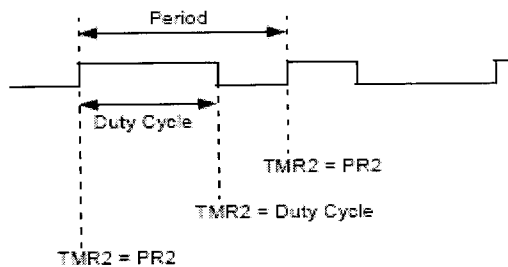 Period
Duty Cycle
TMR2 = PR2
TMR2 = Duty Cycle
TMR2 = PR2